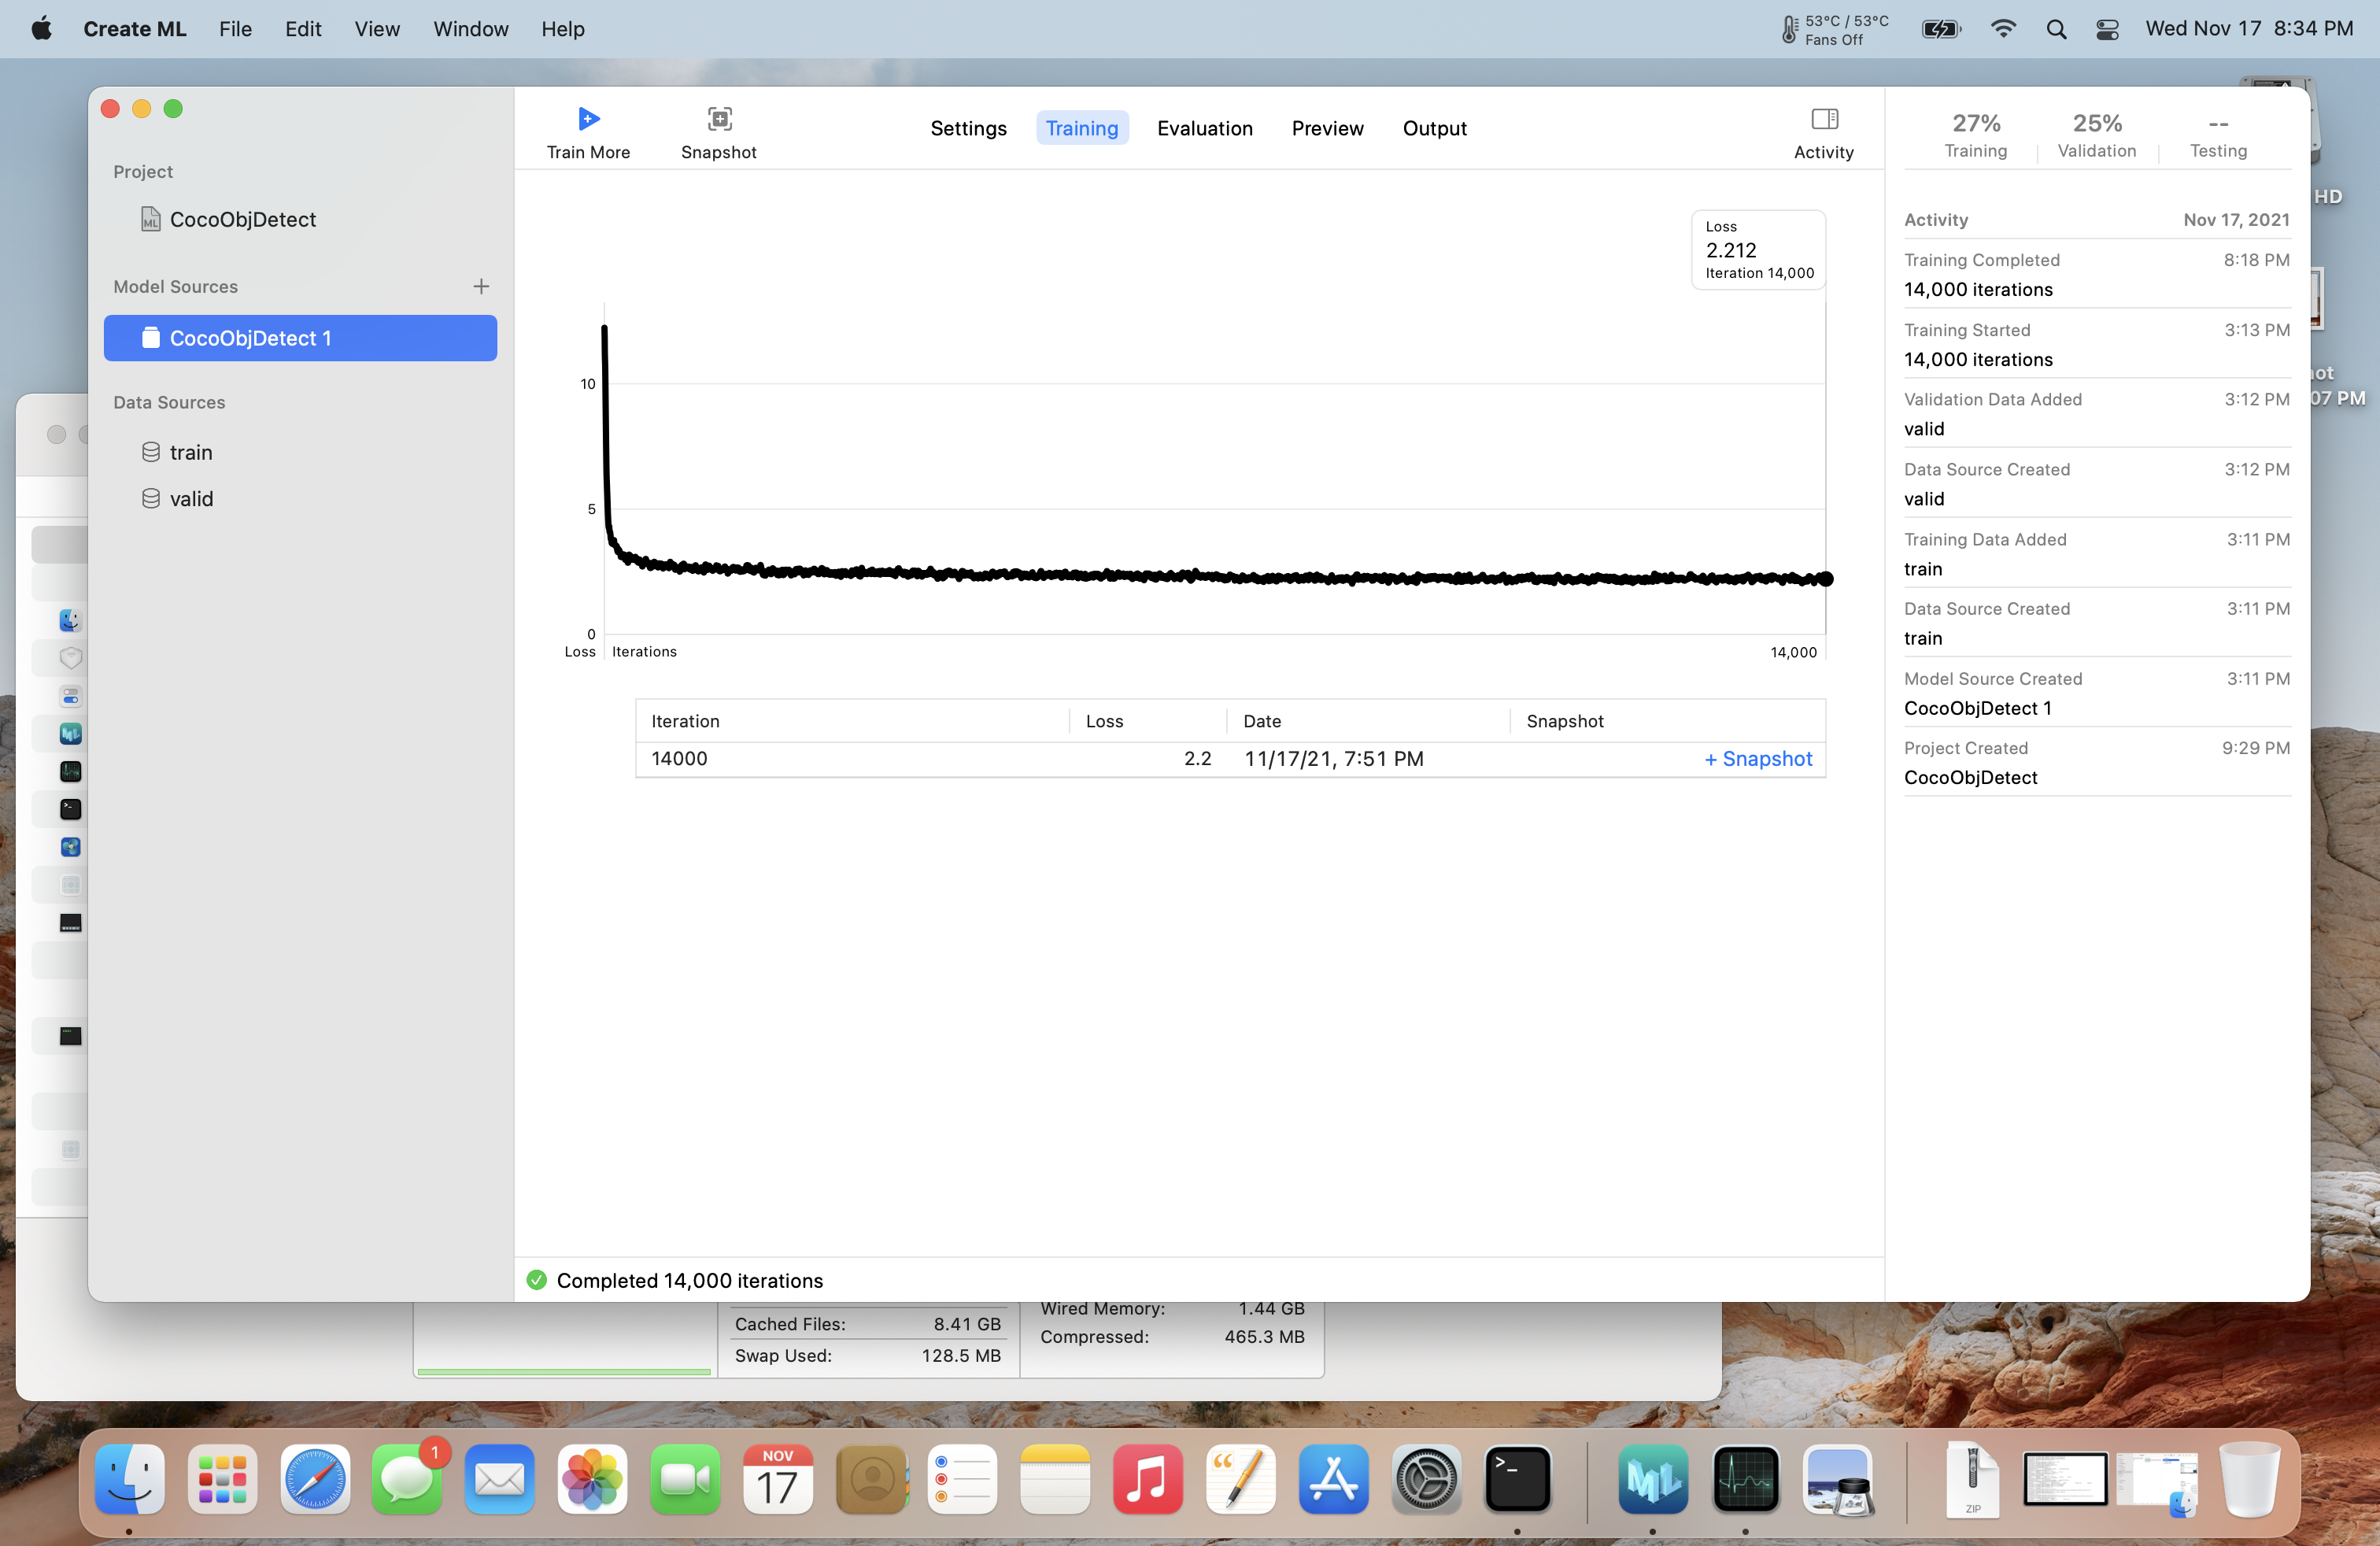 Create ML File Edit View Window Help
53°C / 53°C
Fans Off
Wed Nov 17 8:34 PM
Project
CocoObjDetect
Model Sources +
CocoObjDetect 1
Data Sources
train
valid
Train More
Snapshot
Settings
Training
Evaluation
Preview
Output
Activity
Loss
2.212
Iteration 14,000
10
5
0
Loss
Iterations
14,000
Iteration Loss Date Snapshot
14000 2.2 11/17/21, 7:51 PM + Snapshot
Completed 14,000 iterations
27% 25% --
Training Validation Testing
Activity Nov 17, 2021
Training Completed 8:18 PM
14,000 iterations
Training Started 3:13 PM
14,000 iterations
Validation Data Added 3:12 PM
valid
Data Source Created 3:12 PM
valid
Training Data Added 3:11 PM
train
Data Source Created 3:11 PM
train
Model Source Created 3:11 PM
CocoObjDetect 1
Project Created 9:29 PM
CocoObjDetect
HD
07 PM
Cached Files: 8.41 GB
Swap Used: 128.5 MB
Wired Memory: 1.44 GB
Compressed: 465.3 MB
1
NOV
17
ML
ZIP